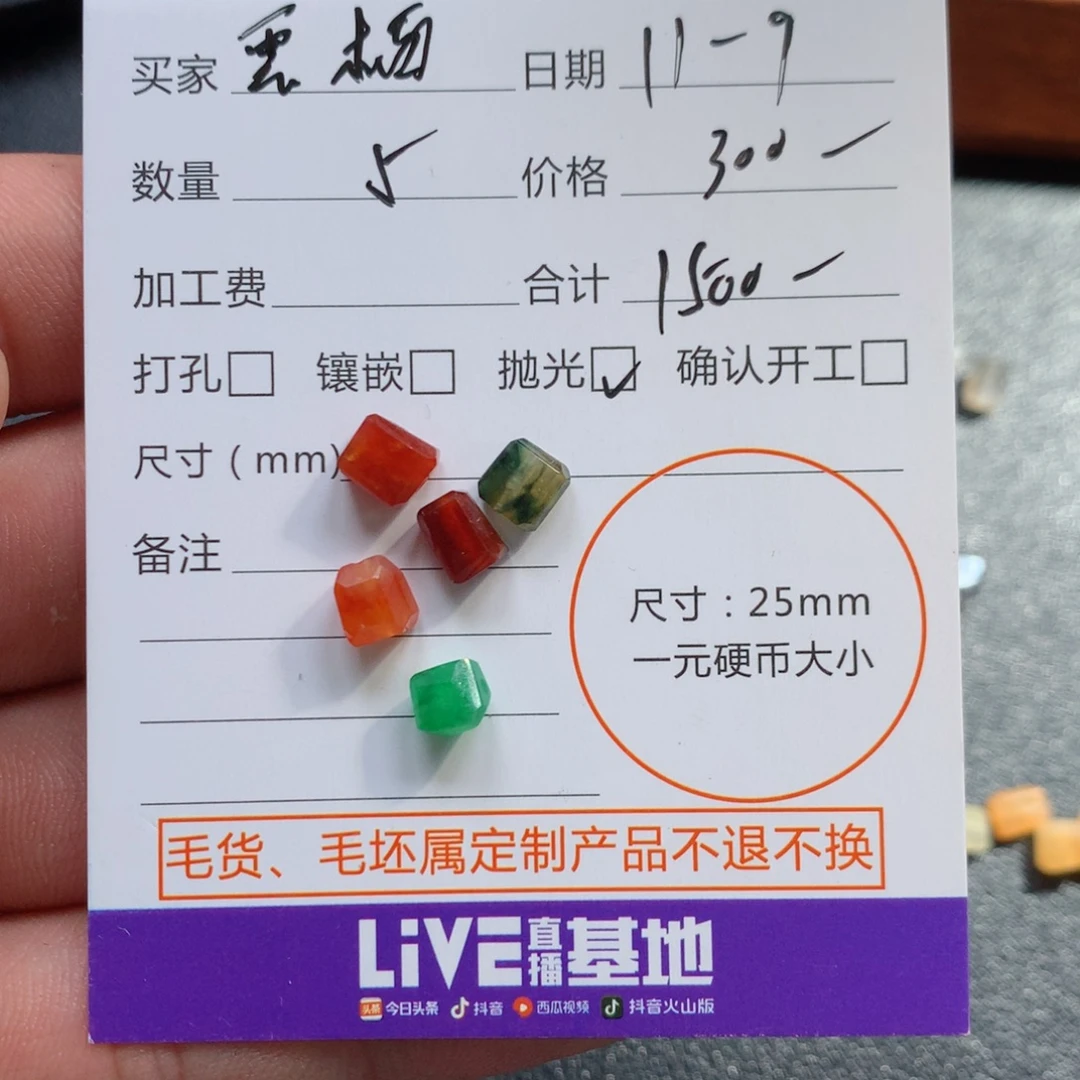 买家 日期 11-9
数量 5 价格 300-
加工费 合计 1500-
打孔 镶嵌 抛光 ✓ 确认开工
尺寸(mm)
备注
尺寸:25mm
一元硬币大小
毛货、毛坯属定制产品不退不换
LiVE直播基地
头条 今日头条 抖音 西瓜视频 抖音火山版